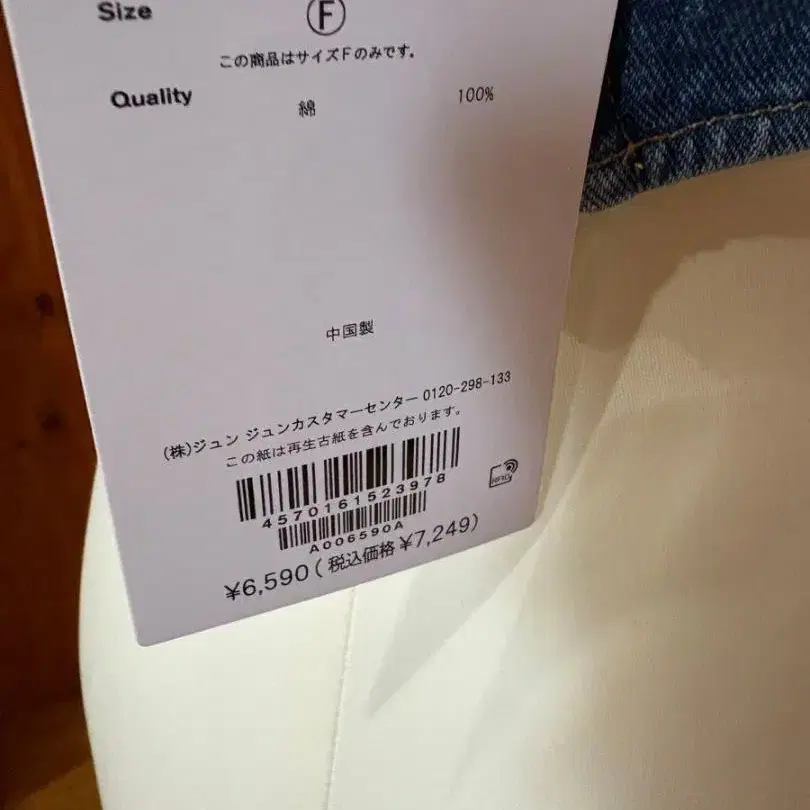 Size Ⓕ
この商品はサイズFのみです。
Quality 綿 100%
中国製
(株)ジュン ジュンカスタマーセンター 0120-298-133
この紙は再生古紙を含んでおります。
4570161523978
A006590A
RFID
¥6,590(税込価格 ¥7,249)